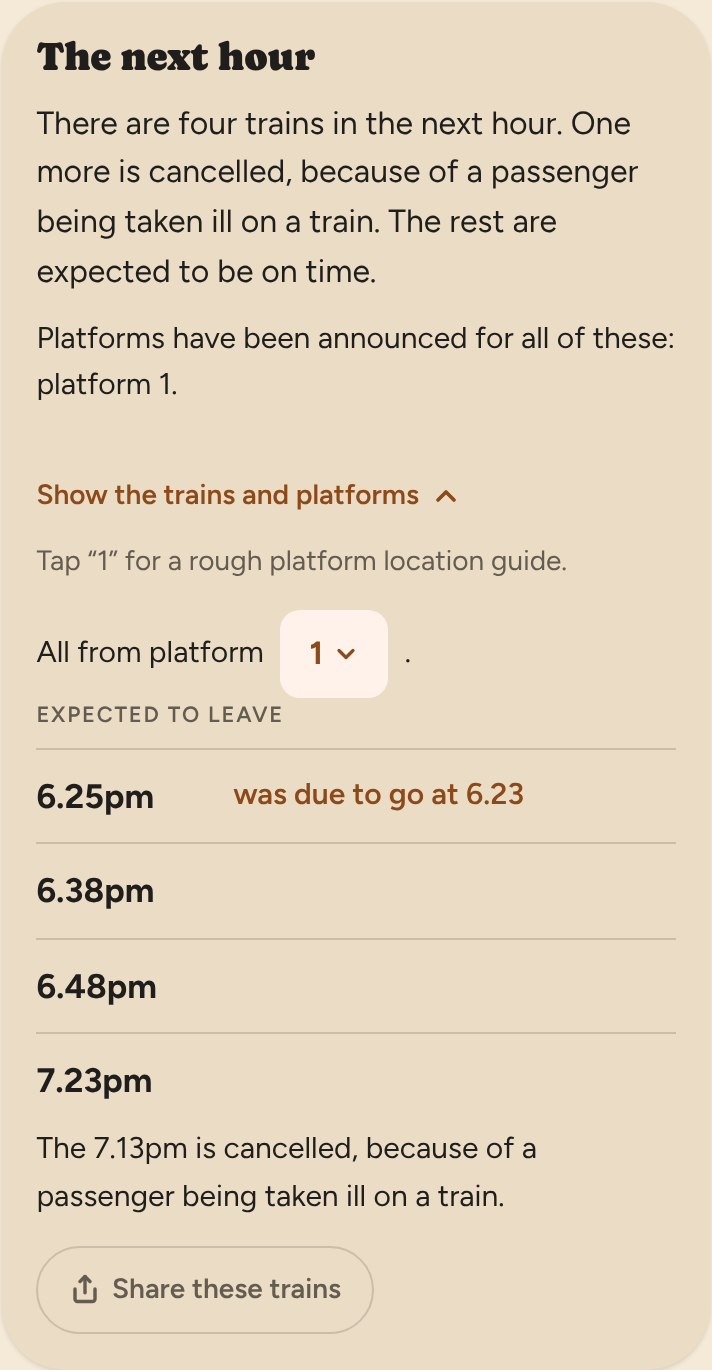 The next hour
There are four trains in the next hour. One
more is cancelled, because of a passenger
being taken ill on a train. The rest are
expected to be on time.
Platforms have been announced for all of these:
platform 1.
Show the trains and platforms
Tap “1” for a rough platform location guide.
All from platform 1 .
EXPECTED TO LEAVE
6.25pm was due to go at 6.23
6.38pm
6.48pm
7.23pm
The 7.13pm is cancelled, because of a
passenger being taken ill on a train.
Share these trains